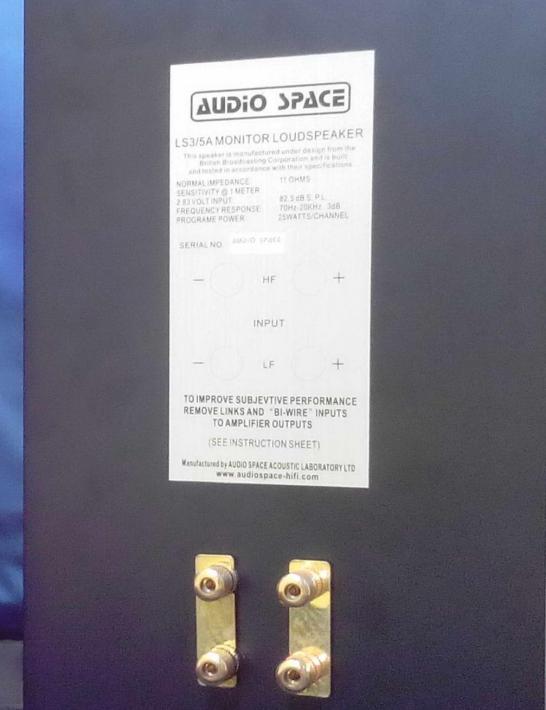 AUDiO SPACE
LS3/5A MONITOR LOUDSPEAKER
This speaker is manufactured under design from the
British Broadcasting Corporation and is built
and tested in accordance with their specifications
NORMAL IMPEDANCE: 11 OHMS
SENSITIVITY @ 1 METER
2.83 VOLT INPUT: 82.5 dB S.P.L.
FREQUENCY RESPONSE: 70Hz-20KHz 3dB
PROGRAME POWER: 25WATTS/CHANNEL
SERIAL NO. AUDIO SPACE
− HF +
INPUT
− LF +
TO IMPROVE SUBJEVTIVE PERFORMANCE
REMOVE LINKS AND "BI-WIRE" INPUTS
TO AMPLIFIER OUTPUTS
(SEE INSTRUCTION SHEET)
Manufactured by AUDIO SPACE ACOUSTIC LABORATORY LTD
www.audiospace-hifi.com